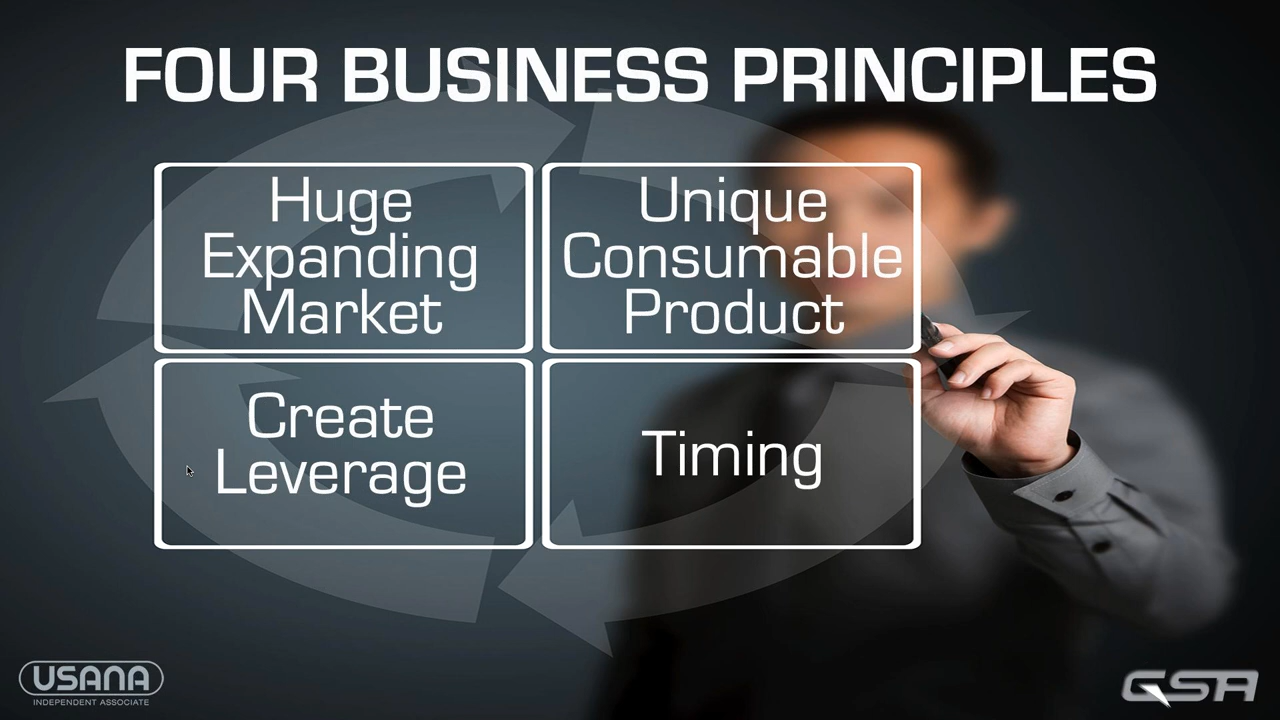 FOUR BUSINESS PRINCIPLES
Huge
Expanding
Market
Unique
Consumable
Product
Create
Leverage
Timing
USANA
INDEPENDENT ASSOCIATE
GSA